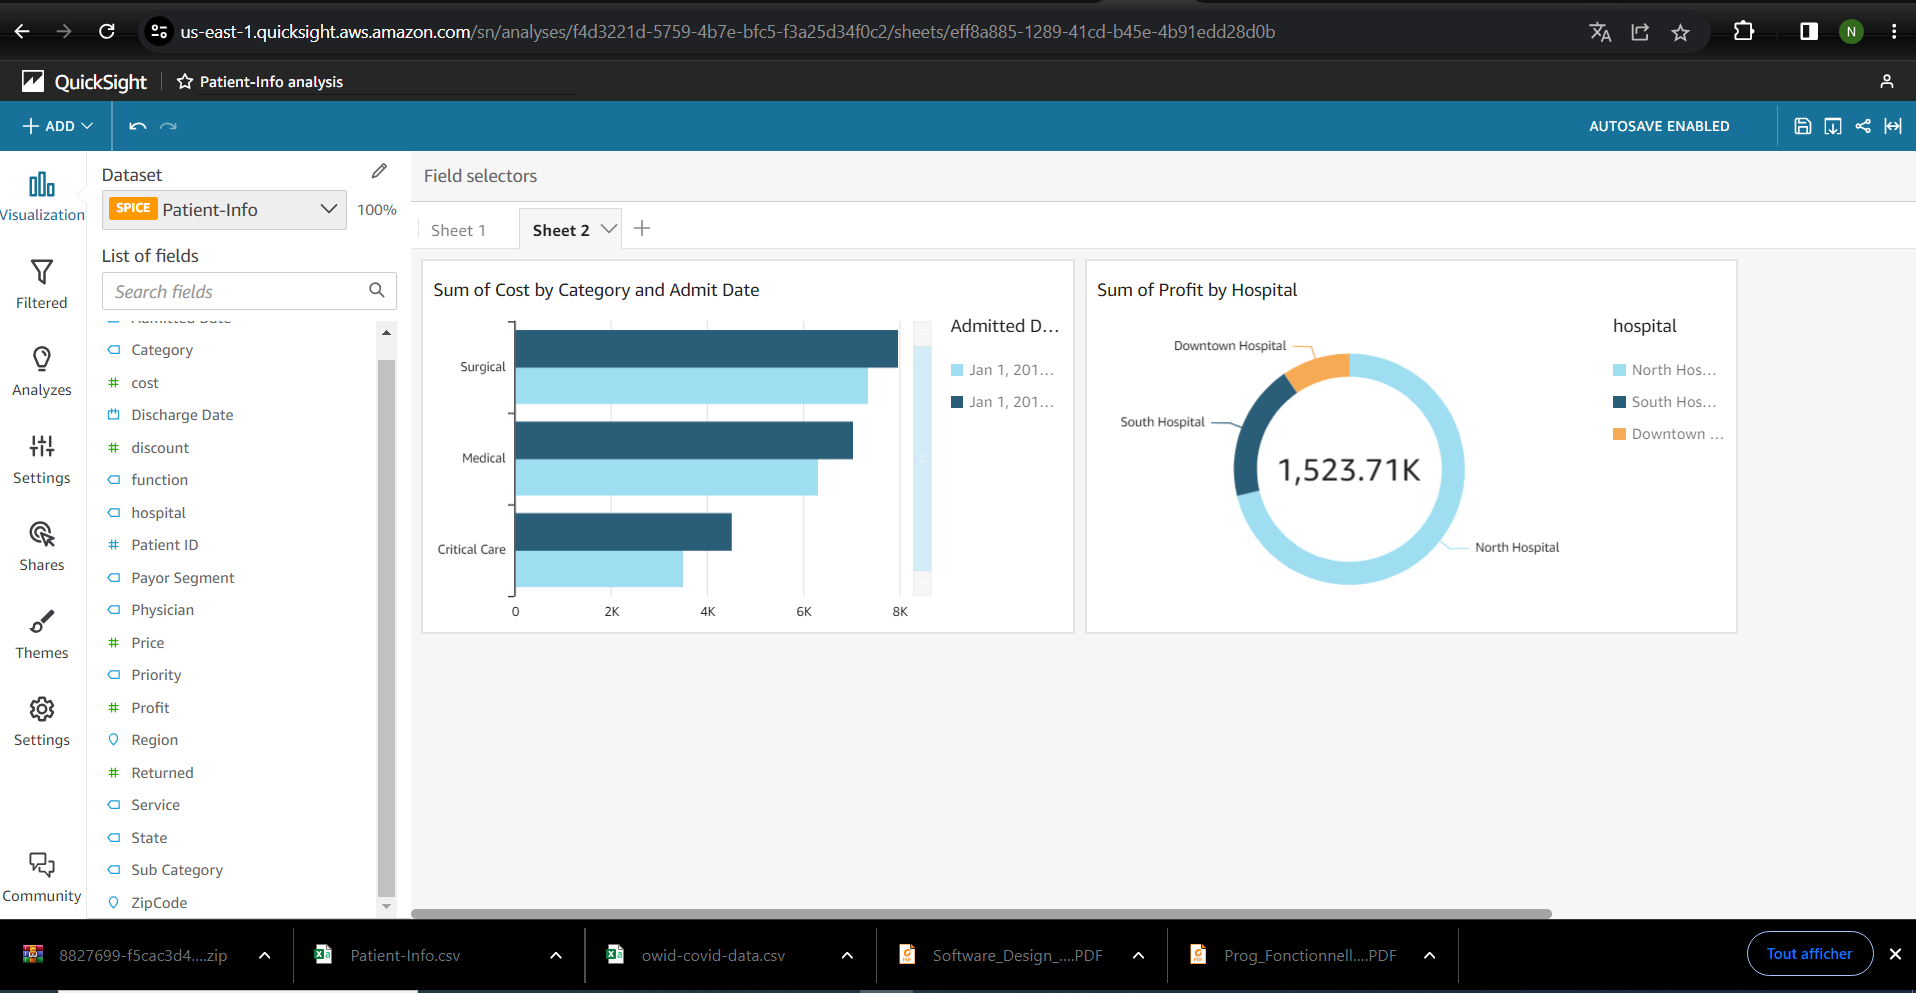 us-east-1.quicksight.aws.amazon.com/sn/analyses/f4d3221d-5759-4b7e-bfc5-f3a25d34f0c2/sheets/eff8a885-1289-41cd-b45e-4b91edd28d0b
N
QuickSight
Patient-Info analysis
ADD
AUTOSAVE ENABLED
Visualization
Filtered
Analyzes
Settings
Shares
Themes
Settings
Community
Dataset
SPICE Patient-Info
100%
List of fields
Search fields
Admitted Date
Category
cost
Discharge Date
discount
function
hospital
Patient ID
Payor Segment
Physician
Price
Priority
Profit
Region
Returned
Service
State
Sub Category
ZipCode
Field selectors
Sheet 1
Sheet 2
Sum of Cost by Category and Admit Date
Surgical
Medical
Critical Care
0 2K 4K 6K 8K
Admitted D...
Jan 1, 201...
Jan 1, 201...
Sum of Profit by Hospital
Downtown Hospital
South Hospital
1,523.71K
North Hospital
hospital
North Hos...
South Hos...
Downtown ...
8827699-f5cac3d4....zip
Patient-Info.csv
owid-covid-data.csv
Software_Design_....PDF
Prog_Fonctionnell....PDF
Tout afficher